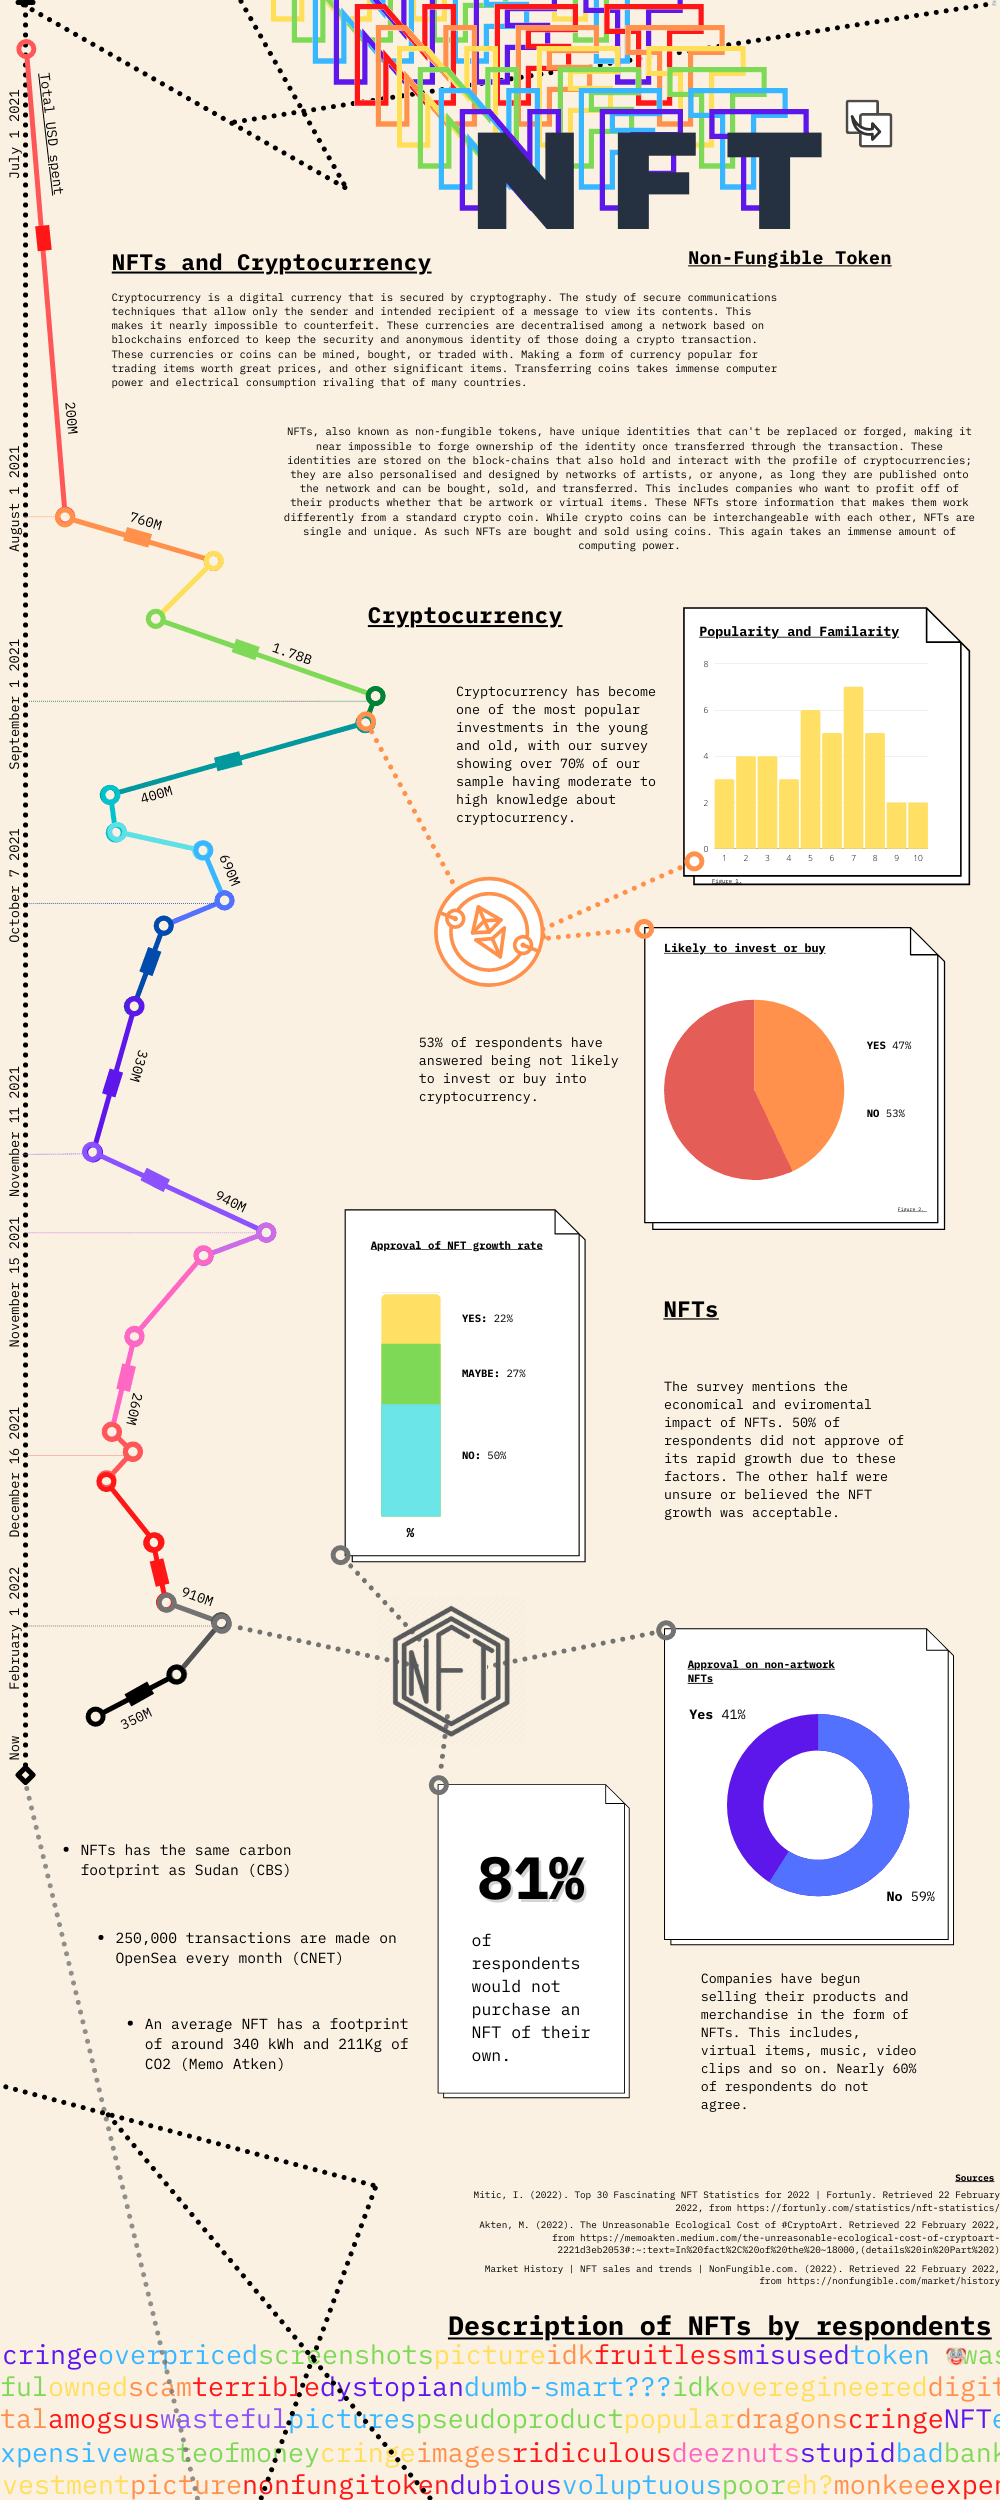 NFT
Non-Fungible Token
Total USD spent
July 1 2021
200M
August 1 2021
760M
1.78B
September 1 2021
400M
690M
October 7 2021
330M
November 11 2021
940M
November 15 2021
260M
December 16 2021
910M
February 1 2022
350M
Now
NFTs and Cryptocurrency
Cryptocurrency is a digital currency that is secured by cryptography. The study of secure communications
techniques that allow only the sender and intended recipient of a message to view its contents. This
makes it nearly impossible to counterfeit. These currencies are decentralised among a network based on
blockchains enforced to keep the security and anonymous identity of those doing a crypto transaction.
These currencies or coins can be mined, bought, or traded with. Making a form of currency popular for
trading items worth great prices, and other significant items. Transferring coins takes immense computer
power and electrical consumption rivaling that of many countries.
NFTs, also known as non-fungible tokens, have unique identities that can't be replaced or forged, making it
near impossible to forge ownership of the identity once transferred through the transaction. These
identities are stored on the block-chains that also hold and interact with the profile of cryptocurrencies;
they are also personalised and designed by networks of artists, or anyone, as long they are published onto
the network and can be bought, sold, and transferred. This includes companies who want to profit off of
their products whether that be artwork or virtual items. These NFTs store information that makes them work
differently from a standard crypto coin. While crypto coins can be interchangeable with each other, NFTs are
single and unique. As such NFTs are bought and sold using coins. This again takes an immense amount of
computing power.
Cryptocurrency
Cryptocurrency has become
one of the most popular
investments in the young
and old, with our survey
showing over 70% of our
sample having moderate to
high knowledge about
cryptocurrency.
Popularity and Familarity
8
6
4
2
0
1 2 3 4 5 6 7 8 9 10
Figure 1.
Likely to invest or buy
YES 47%
NO 53%
Figure 2.
53% of respondents have
answered being not likely
to invest or buy into
cryptocurrency.
Approval of NFT growth rate
YES: 22%
MAYBE: 27%
NO: 50%
%
NFTs
The survey mentions the
economical and eviromental
impact of NFTs. 50% of
respondents did not approve of
its rapid growth due to these
factors. The other half were
unsure or believed the NFT
growth was acceptable.
NFT
Approval on non-artwork
NFTs
Yes 41%
No 59%
81%
of
respondents
would not
purchase an
NFT of their
own.
Companies have begun
selling their products and
merchandise in the form of
NFTs. This includes,
virtual items, music, video
clips and so on. Nearly 60%
of respondents do not
agree.
• NFTs has the same carbon
footprint as Sudan (CBS)
• 250,000 transactions are made on
OpenSea every month (CNET)
• An average NFT has a footprint
of around 340 kWh and 211Kg of
CO2 (Memo Atken)
Sources
Mitic, I. (2022). Top 30 Fascinating NFT Statistics for 2022 | Fortunly. Retrieved 22 February
2022, from https://fortunly.com/statistics/nft-statistics/
Akten, M. (2022). The Unreasonable Ecological Cost of #CryptoArt. Retrieved 22 February 2022,
from https://memoakten.medium.com/the-unreasonable-ecological-cost-of-cryptoart-
2221d3eb2053#:~:text=In%20fact%2C%20of%20the%20~18000,(details%20in%20Part%202)
Market History | NFT sales and trends | NonFungible.com. (2022). Retrieved 22 February 2022,
from https://nonfungible.com/market/history
Description of NFTs by respondents
cringeoverpricedscreenshotspictureidkfruitlessmisusedtoken 🤡was
fulownedscamterribledystopiandumb-smart???idkoveregineereddigit
talamogsuswastefulpicturespseudoproductpopulardragonscringeNFTe
xpensivewasteofmoneycringeimagesridiculousdeeznutsstupidbadbank
vestmentpicturenonfungitokendubiousvoluptuouspooreh?monkeeexper